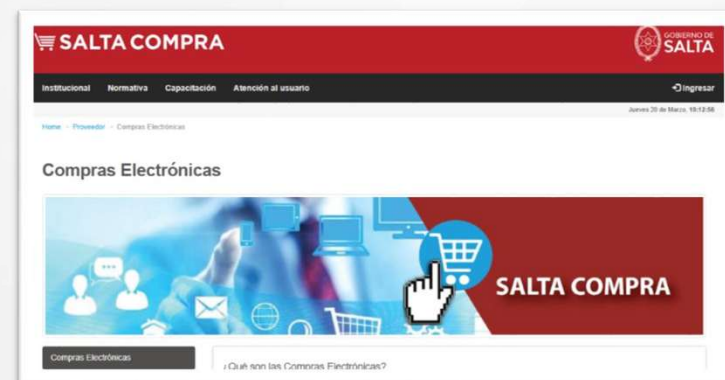 SALTA COMPRA
GOBIERNO DE
SALTA
Institucional Normativa Capacitación Atención al usuario Ingresar
Jueves 20 de Marzo, 10:12:56
Home Proveedor Compras Electrónicas
Compras Electrónicas
SALTA COMPRA
Compras Electrónicas
¿Qué son las Compras Electrónicas?